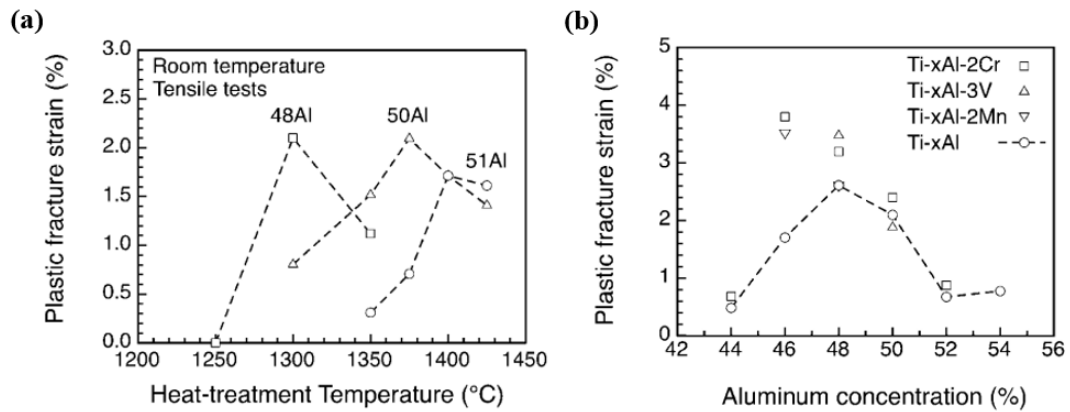 (a)
3.0
2.5
2.0
1.5
1.0
0.5
0.0
Room temperature
Tensile tests
48Al
50Al
51Al
1200 1250 1300 1350 1400 1450
Heat-treatment Temperature (°C)
Plastic fracture strain (%)
(b)
5
4
3
2
1
0
Ti-xAl-2Cr
Ti-xAl-3V
Ti-xAl-2Mn
Ti-xAl
42 44 46 48 50 52 54 56
Aluminum concentration (%)
Plastic fracture strain (%)